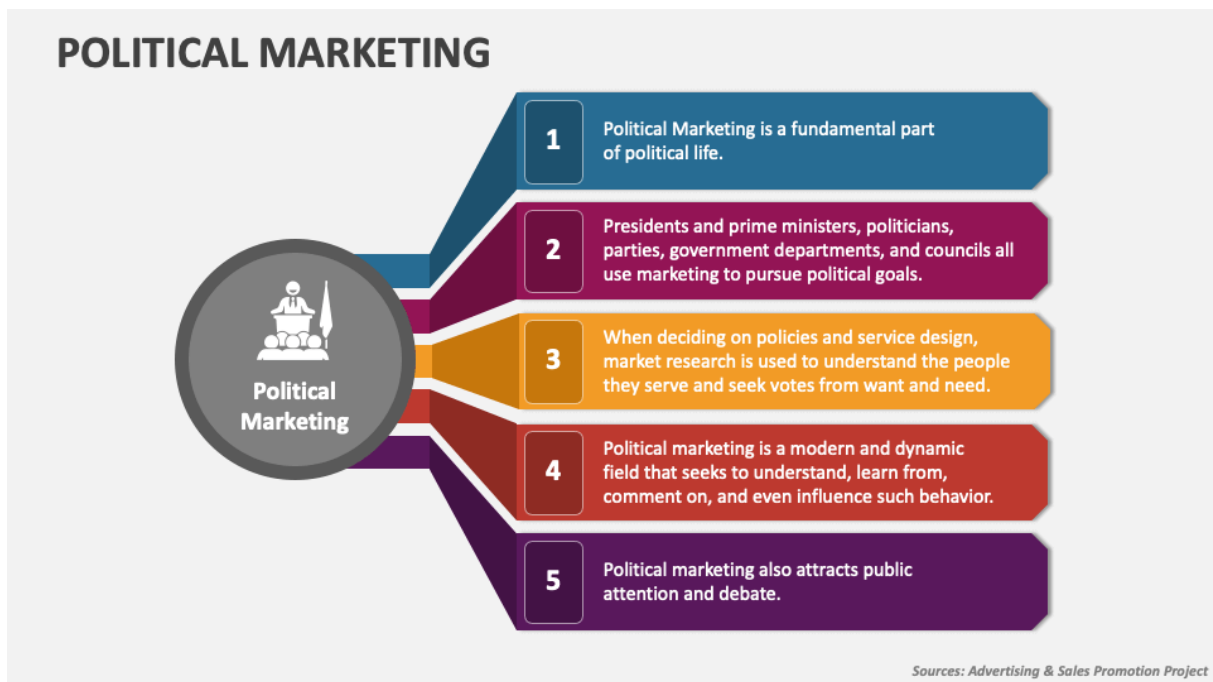 POLITICAL MARKETING
Political
Marketing
1
Political Marketing is a fundamental part
of political life.
2
Presidents and prime ministers, politicians,
parties, government departments, and councils all
use marketing to pursue political goals.
3
When deciding on policies and service design,
market research is used to understand the people
they serve and seek votes from want and need.
4
Political marketing is a modern and dynamic
field that seeks to understand, learn from,
comment on, and even influence such behavior.
5
Political marketing also attracts public
attention and debate.
Sources: Advertising & Sales Promotion Project